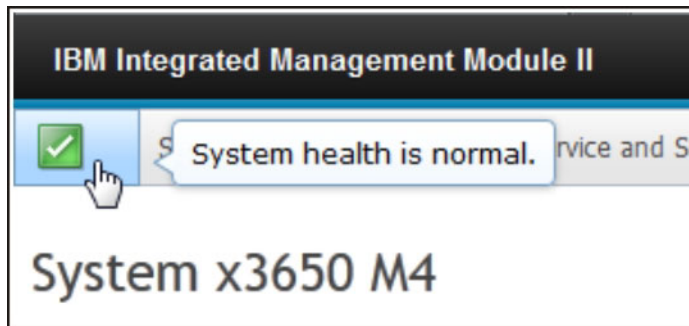 IBM Integrated Management Module II
System health is normal.
rvice and S
System x3650 M4